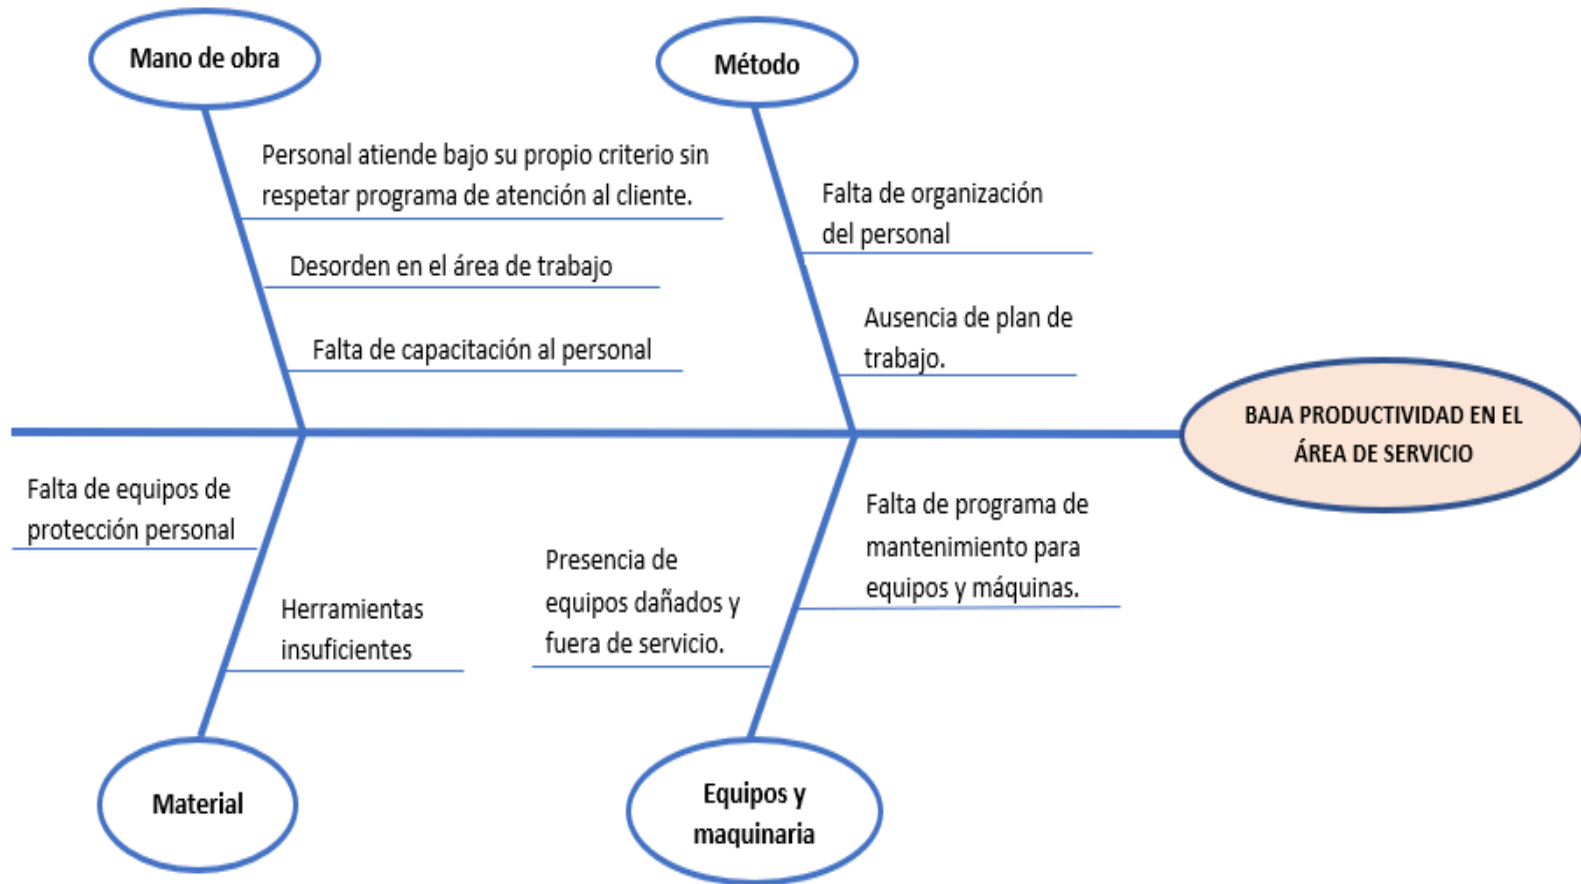 Mano de obra
Método
Personal atiende bajo su propio criterio sin
respetar programa de atención al cliente.
Desorden en el área de trabajo
Falta de capacitación al personal
Falta de organización
del personal
Ausencia de plan de
trabajo.
BAJA PRODUCTIVIDAD EN EL
ÁREA DE SERVICIO
Falta de equipos de
protección personal
Herramientas
insuficientes
Presencia de
equipos dañados y
fuera de servicio.
Falta de programa de
mantenimiento para
equipos y máquinas.
Material
Equipos y
maquinaria